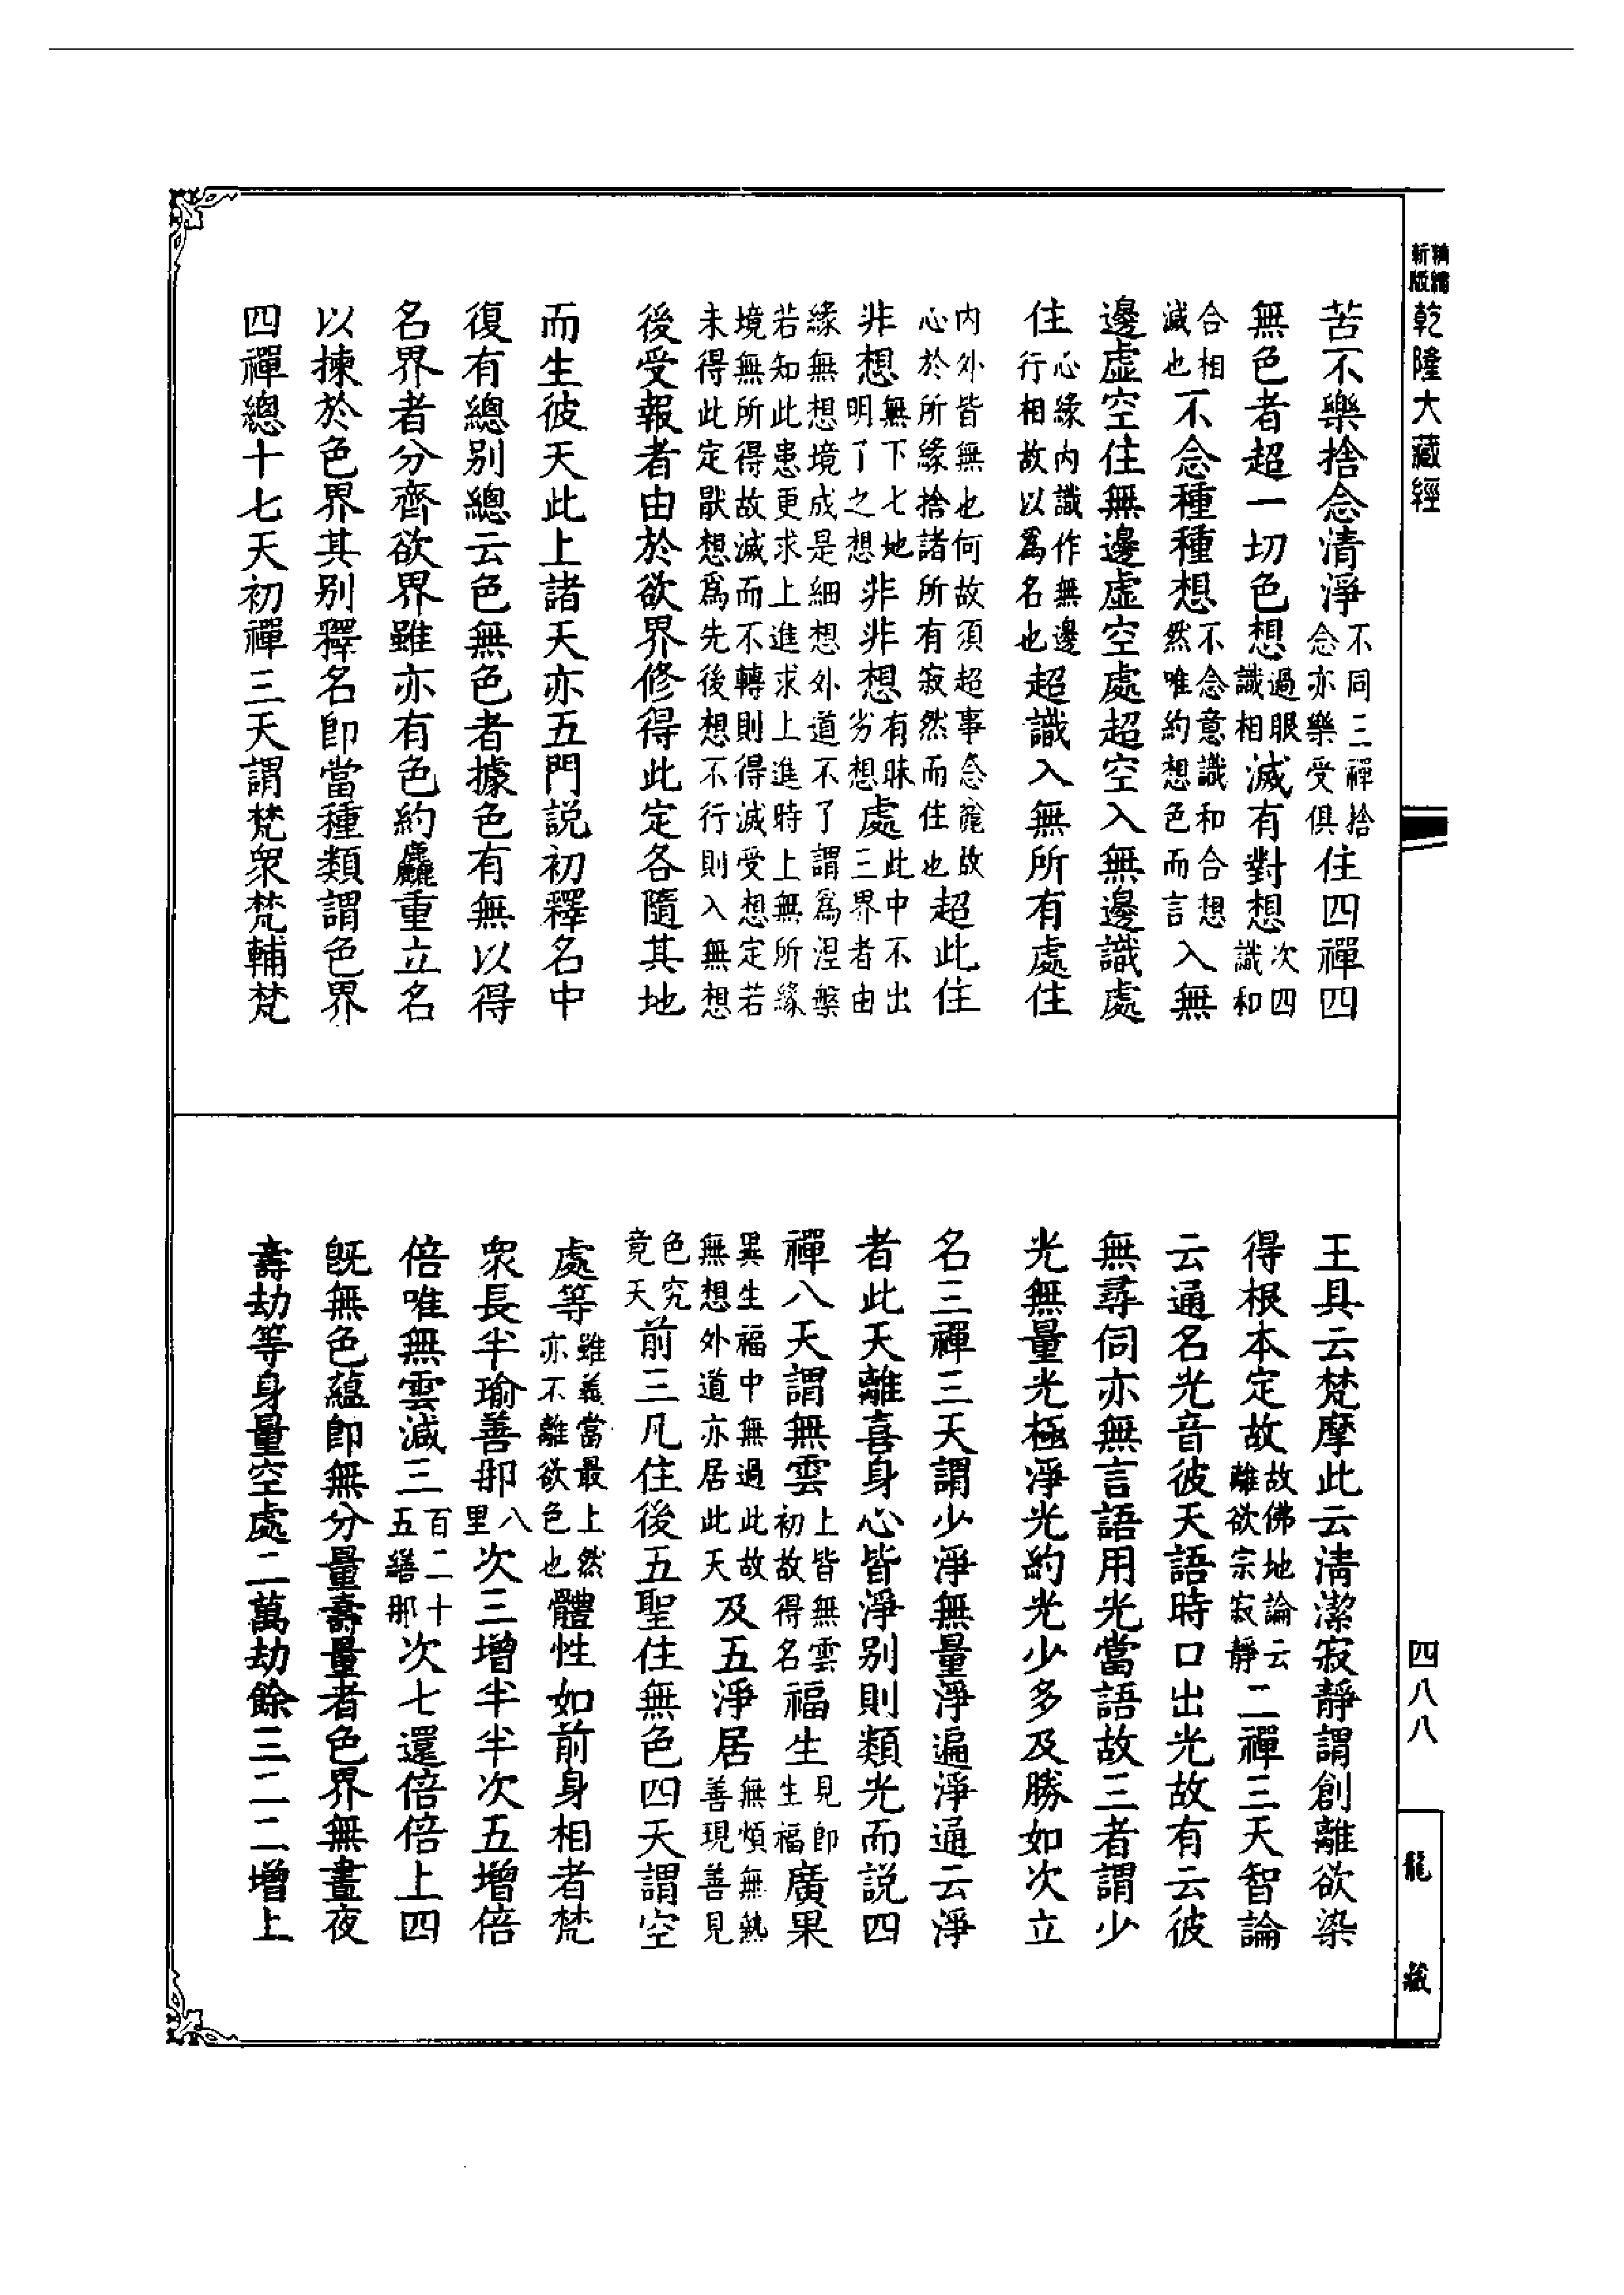 精繕
新版
乾隆大藏經
苦不樂捨念清淨不同三禪捨念亦樂受俱住四禪四
無色者超一切色想過眼識相滅有對想次四識和
合相滅也不念種種想不念意識和合想然唯約想色而言入無
邊虛空住無邊虛空處超空入無邊識處
住心緣內識作無邊行相故以爲名也超識入無所有處住
內外皆無也何故須超事念麤故心於所緣捨諸所有寂然而住也超此住
非想無下七地明了之想非非想有昧劣想處此中不出三界者由
緣無想境成是細想外道不了謂爲涅槃若知此患更求上進求上進時上無所緣
境無所得故滅而不轉則得滅受想定若未得此定厭想爲先後想不行則入無想
後受報者由於欲界修得此定各隨其地
而生彼天此上諸天亦五門説初釋名中
復有總别總云色無色者據色有無以得
名界者分齊欲界雖亦有色約麤重立名
以揀於色界其别釋名卽當種類謂色界
四禪總十七天初禪三天謂梵衆梵輔梵
王具云梵摩此云淸潔寂靜謂創離欲染
得根本定故故佛地論云離欲宗寂靜二禪三天智論
云通名光音彼天語時口出光故有云彼
無尋伺亦無言語用光當語故三者謂少
光無量光極淨光約光少多及勝如次立
名三禪三天謂少淨無量淨遍淨通云淨
者此天離喜身心皆淨别則類光而説四
禪八天謂無雲上皆無雲初故得名福生見卽生福廣果
異生福中無過此故無想外道亦居此天及五淨居無煩無熱善現善見
色究竟天前三凡住後五聖住無色四天謂空
處等雖義當最上然亦不離欲色也體性如前身相者梵
衆長半瑜善那八里次三增半半次五增倍
倍唯無雲減三百二十五繕那次七還倍倍上四
旣無色蘊卽無分量壽量者色界無晝夜
壽劫等身量空處二萬劫餘三二二增上
四八八
龍藏